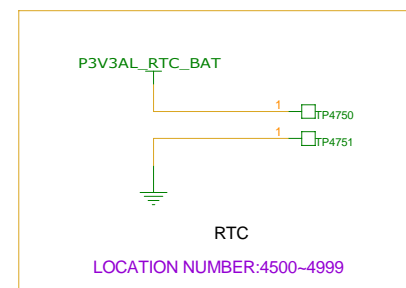 P3V3AL_RTC_BAT
1
TP4750
1
TP4751
RTC
LOCATION NUMBER:4500~4999